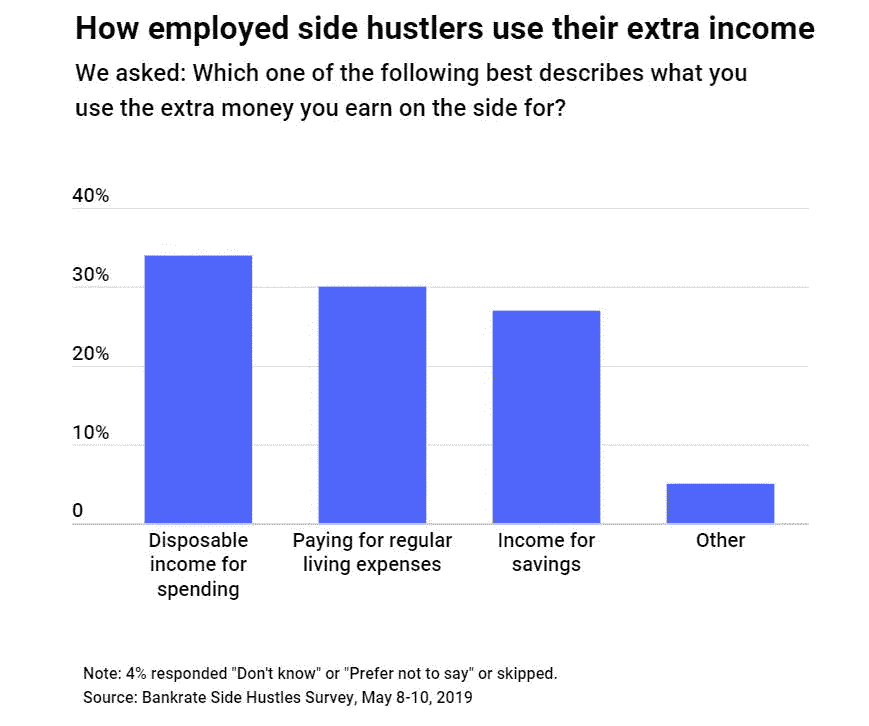 How employed side hustlers use their extra income
We asked: Which one of the following best describes what you
use the extra money you earn on the side for?
40%
30%
20%
10%
0
Disposable
income for
spending
Paying for regular
living expenses
Income for
savings
Other
Note: 4% responded "Don't know" or "Prefer not to say" or skipped.
Source: Bankrate Side Hustles Survey, May 8-10, 2019